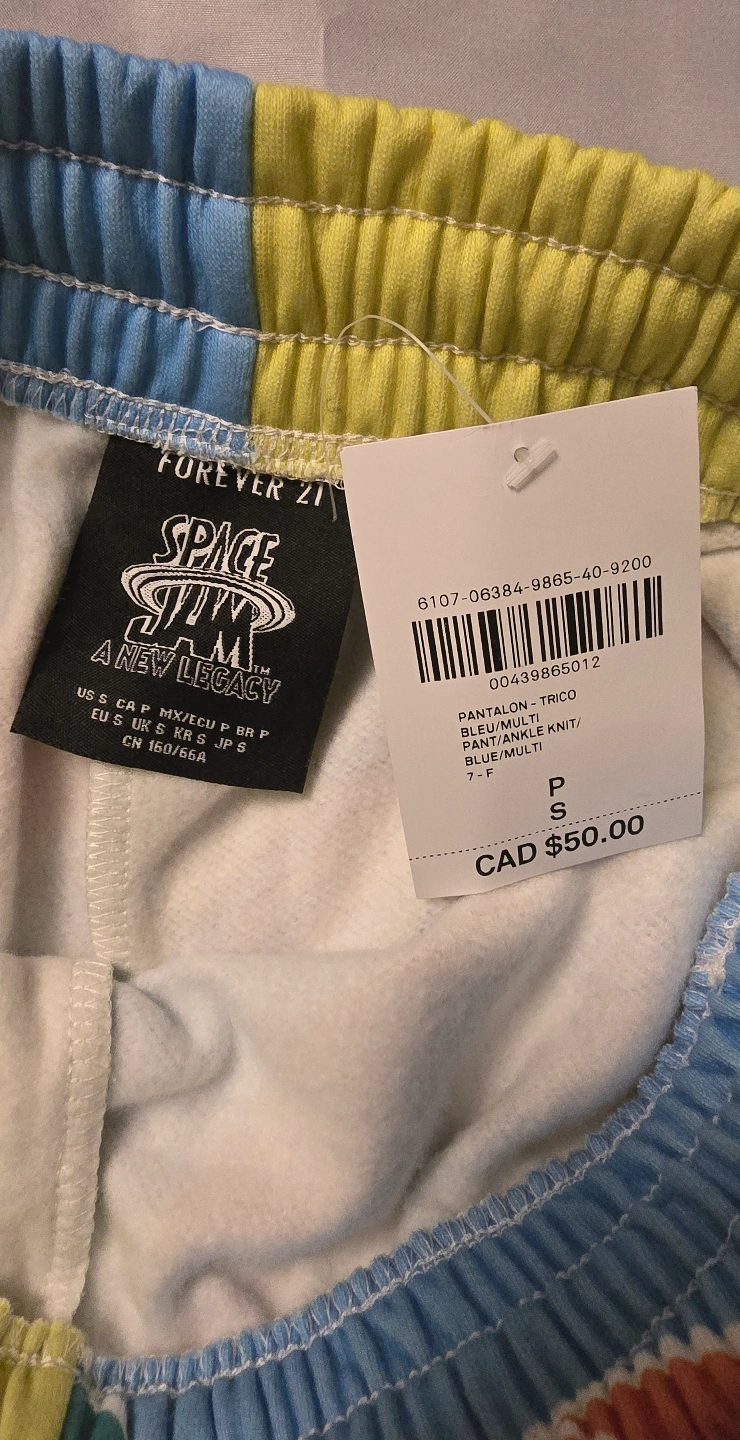 FOREVER 21
SPACE
JAM
A NEW LEGACY™
US S CA P MX/ECU P BR P
EU S UK S KR S JP S
CN 160/66A
6107-06384-9865-40-9200
00439865012
PANTALON - TRICO
BLEU/MULTI
PANT/ANKLE KNIT/
BLUE/MULTI
7 - F
P
S
CAD $50.00